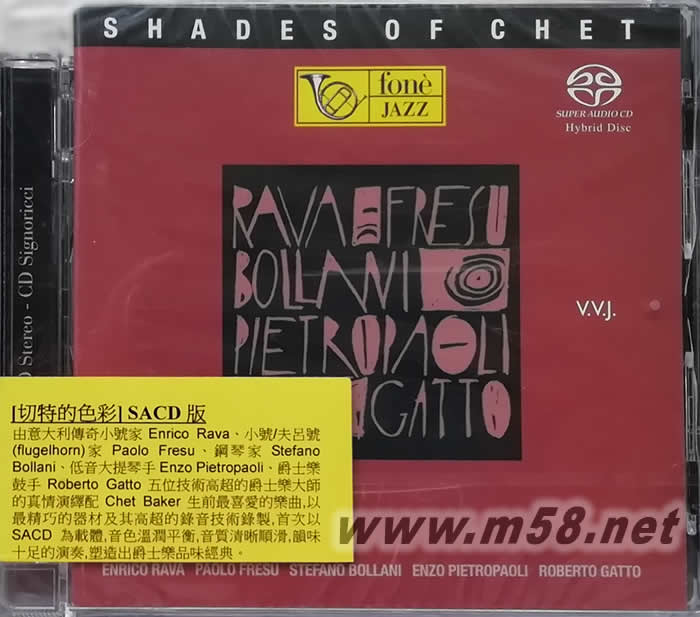 SHADES OF CHET
fonè
JAZZ
SUPER AUDIO CD
Hybrid Disc
Stereo - CD Signoricci
RAVA FRESU
BOLLANI
PIETROPAOLI
GATTO
V.V.J.
[切特的色彩] SACD 版
由意大利傳奇小號家 Enrico Rava、小號/夫呂號
(flugelhorn)家 Paolo Fresu、鋼琴家 Stefano
Bollani、低音大提琴手 Enzo Pietropaoli、爵士樂
鼓手 Roberto Gatto 五位技術高超的爵士樂大師
的真情演繹配 Chet Baker 生前最喜愛的樂曲,以
最精巧的器材及其高超的錄音技術錄製,首次以
SACD 為載體,音色溫潤平衡,音質清晰順滑,韻味
十足的演奏,塑造出爵士樂品味經典。
www.m58.net
ENRICO RAVA PAOLO FRESU STEFANO BOLLANI ENZO PIETROPAOLI ROBERTO GATTO